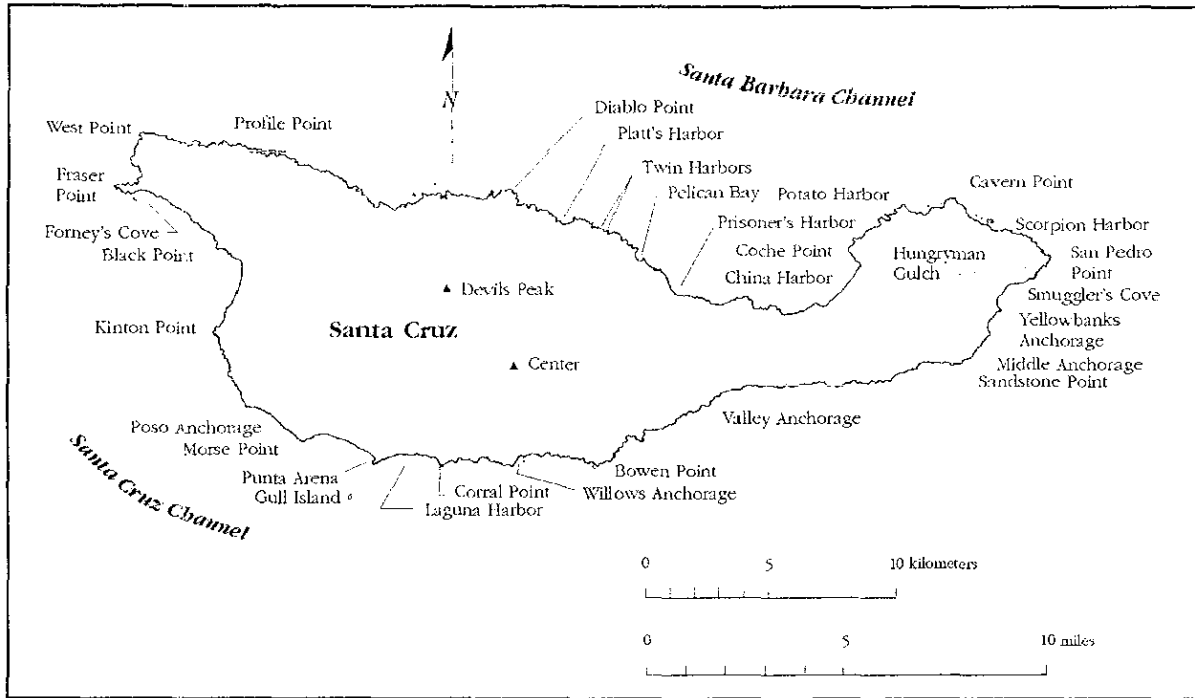 Santa Barbara Channel
N
Diablo Point
Platt's Harbor
Twin Harbors
Pelican Bay
Potato Harbor
Cavern Point
West Point
Profile Point
Fraser
Point
Forney's Cove
Black Point
Prisoner's Harbor
Scorpion Harbor
Coche Point
Hungryman
Gulch
San Pedro
Point
China Harbor
Smuggler's Cove
Devils Peak
Yellowbanks
Anchorage
Kinton Point
Santa Cruz
Center
Middle Anchorage
Sandstone Point
Valley Anchorage
Poso Anchorage
Morse Point
Punta Arena
Gull Island
Bowen Point
Corral Point
Willows Anchorage
Laguna Harbor
Santa Cruz Channel
0 5 10 kilometers
0 5 10 miles